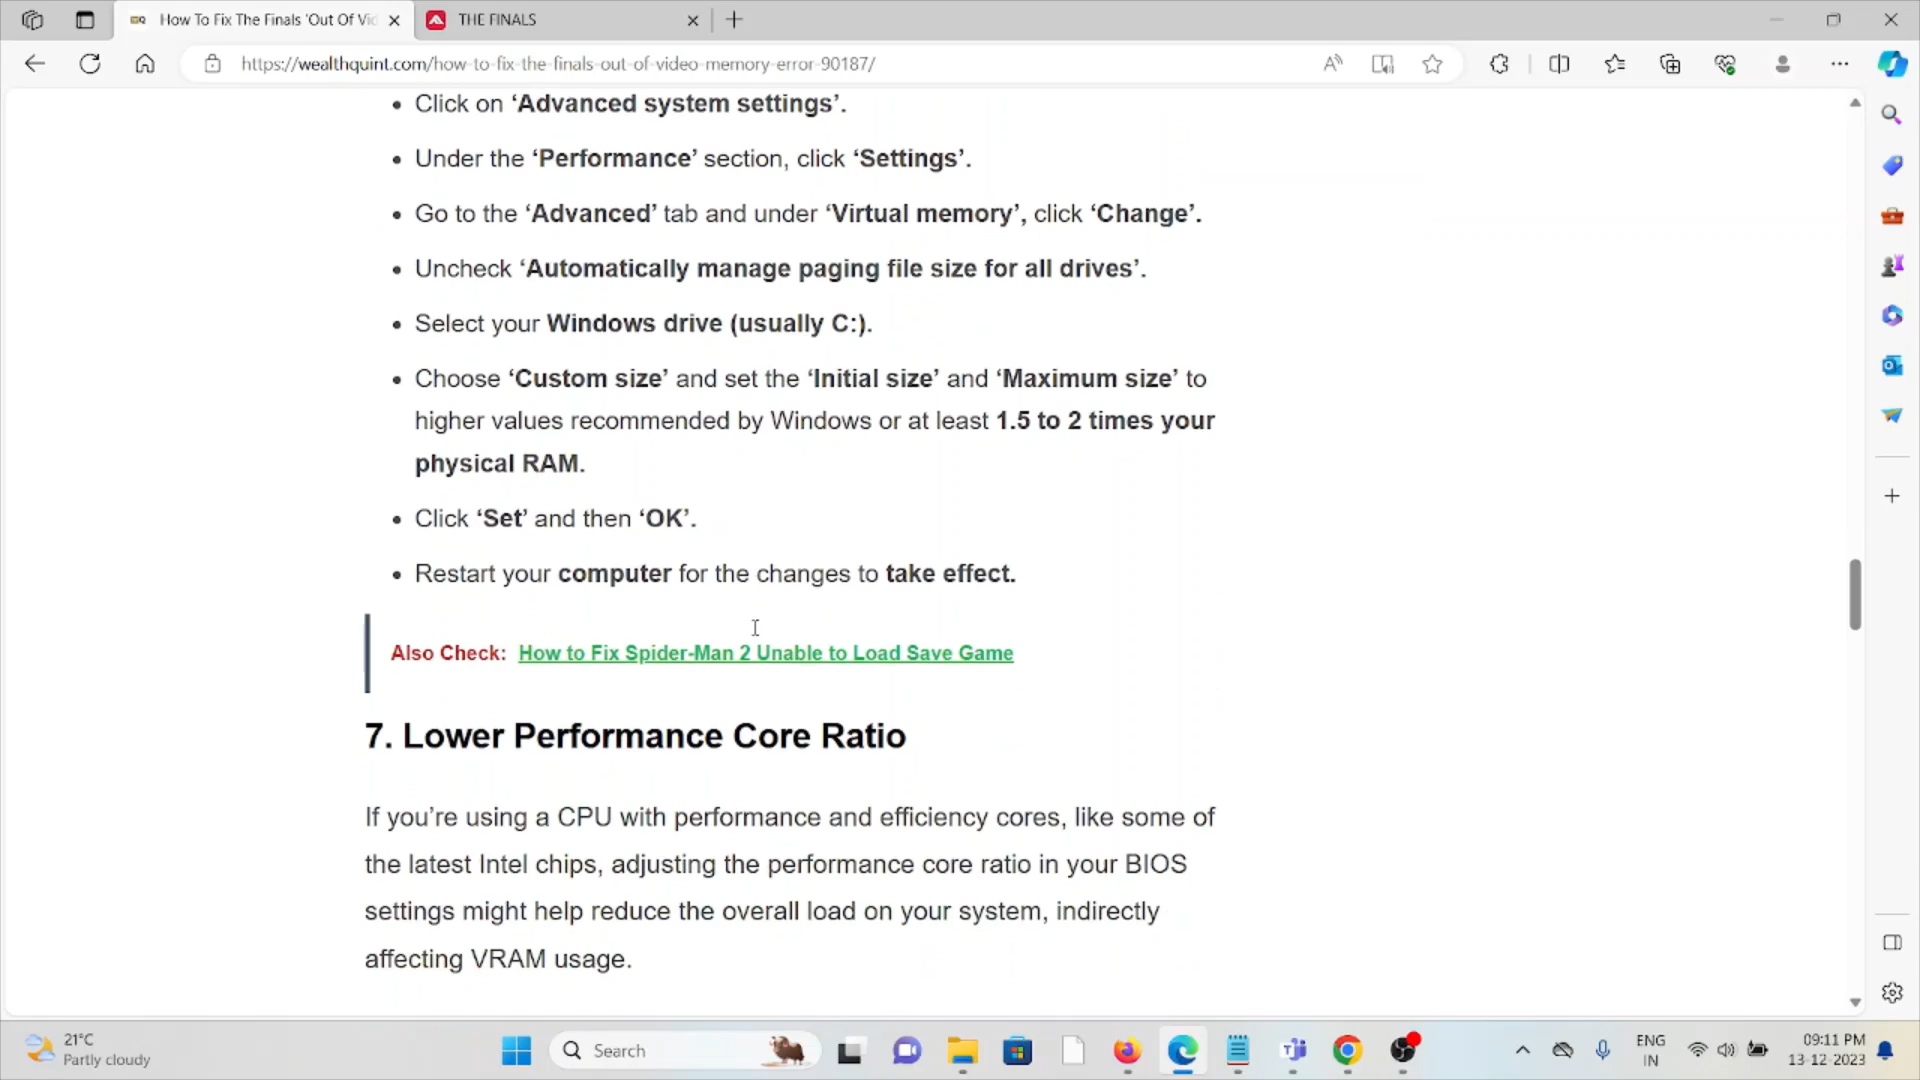 How To Fix The Finals 'Out Of Vid
THE FINALS
https://wealthquint.com/how-to-fix-the-finals-out-of-video-memory-error-90187/
• Click on ‘Advanced system settings’.
• Under the ‘Performance’ section, click ‘Settings’.
• Go to the ‘Advanced’ tab and under ‘Virtual memory’, click ‘Change’.
• Uncheck ‘Automatically manage paging file size for all drives’.
• Select your Windows drive (usually C:).
• Choose ‘Custom size’ and set the ‘Initial size’ and ‘Maximum size’ to
higher values recommended by Windows or at least 1.5 to 2 times your
physical RAM.
• Click ‘Set’ and then ‘OK’.
• Restart your computer for the changes to take effect.
Also Check: How to Fix Spider-Man 2 Unable to Load Save Game
7. Lower Performance Core Ratio
If you’re using a CPU with performance and efficiency cores, like some of
the latest Intel chips, adjusting the performance core ratio in your BIOS
settings might help reduce the overall load on your system, indirectly
affecting VRAM usage.
21°C
Partly cloudy
Search
ENG
IN
09:11 PM
13-12-2023